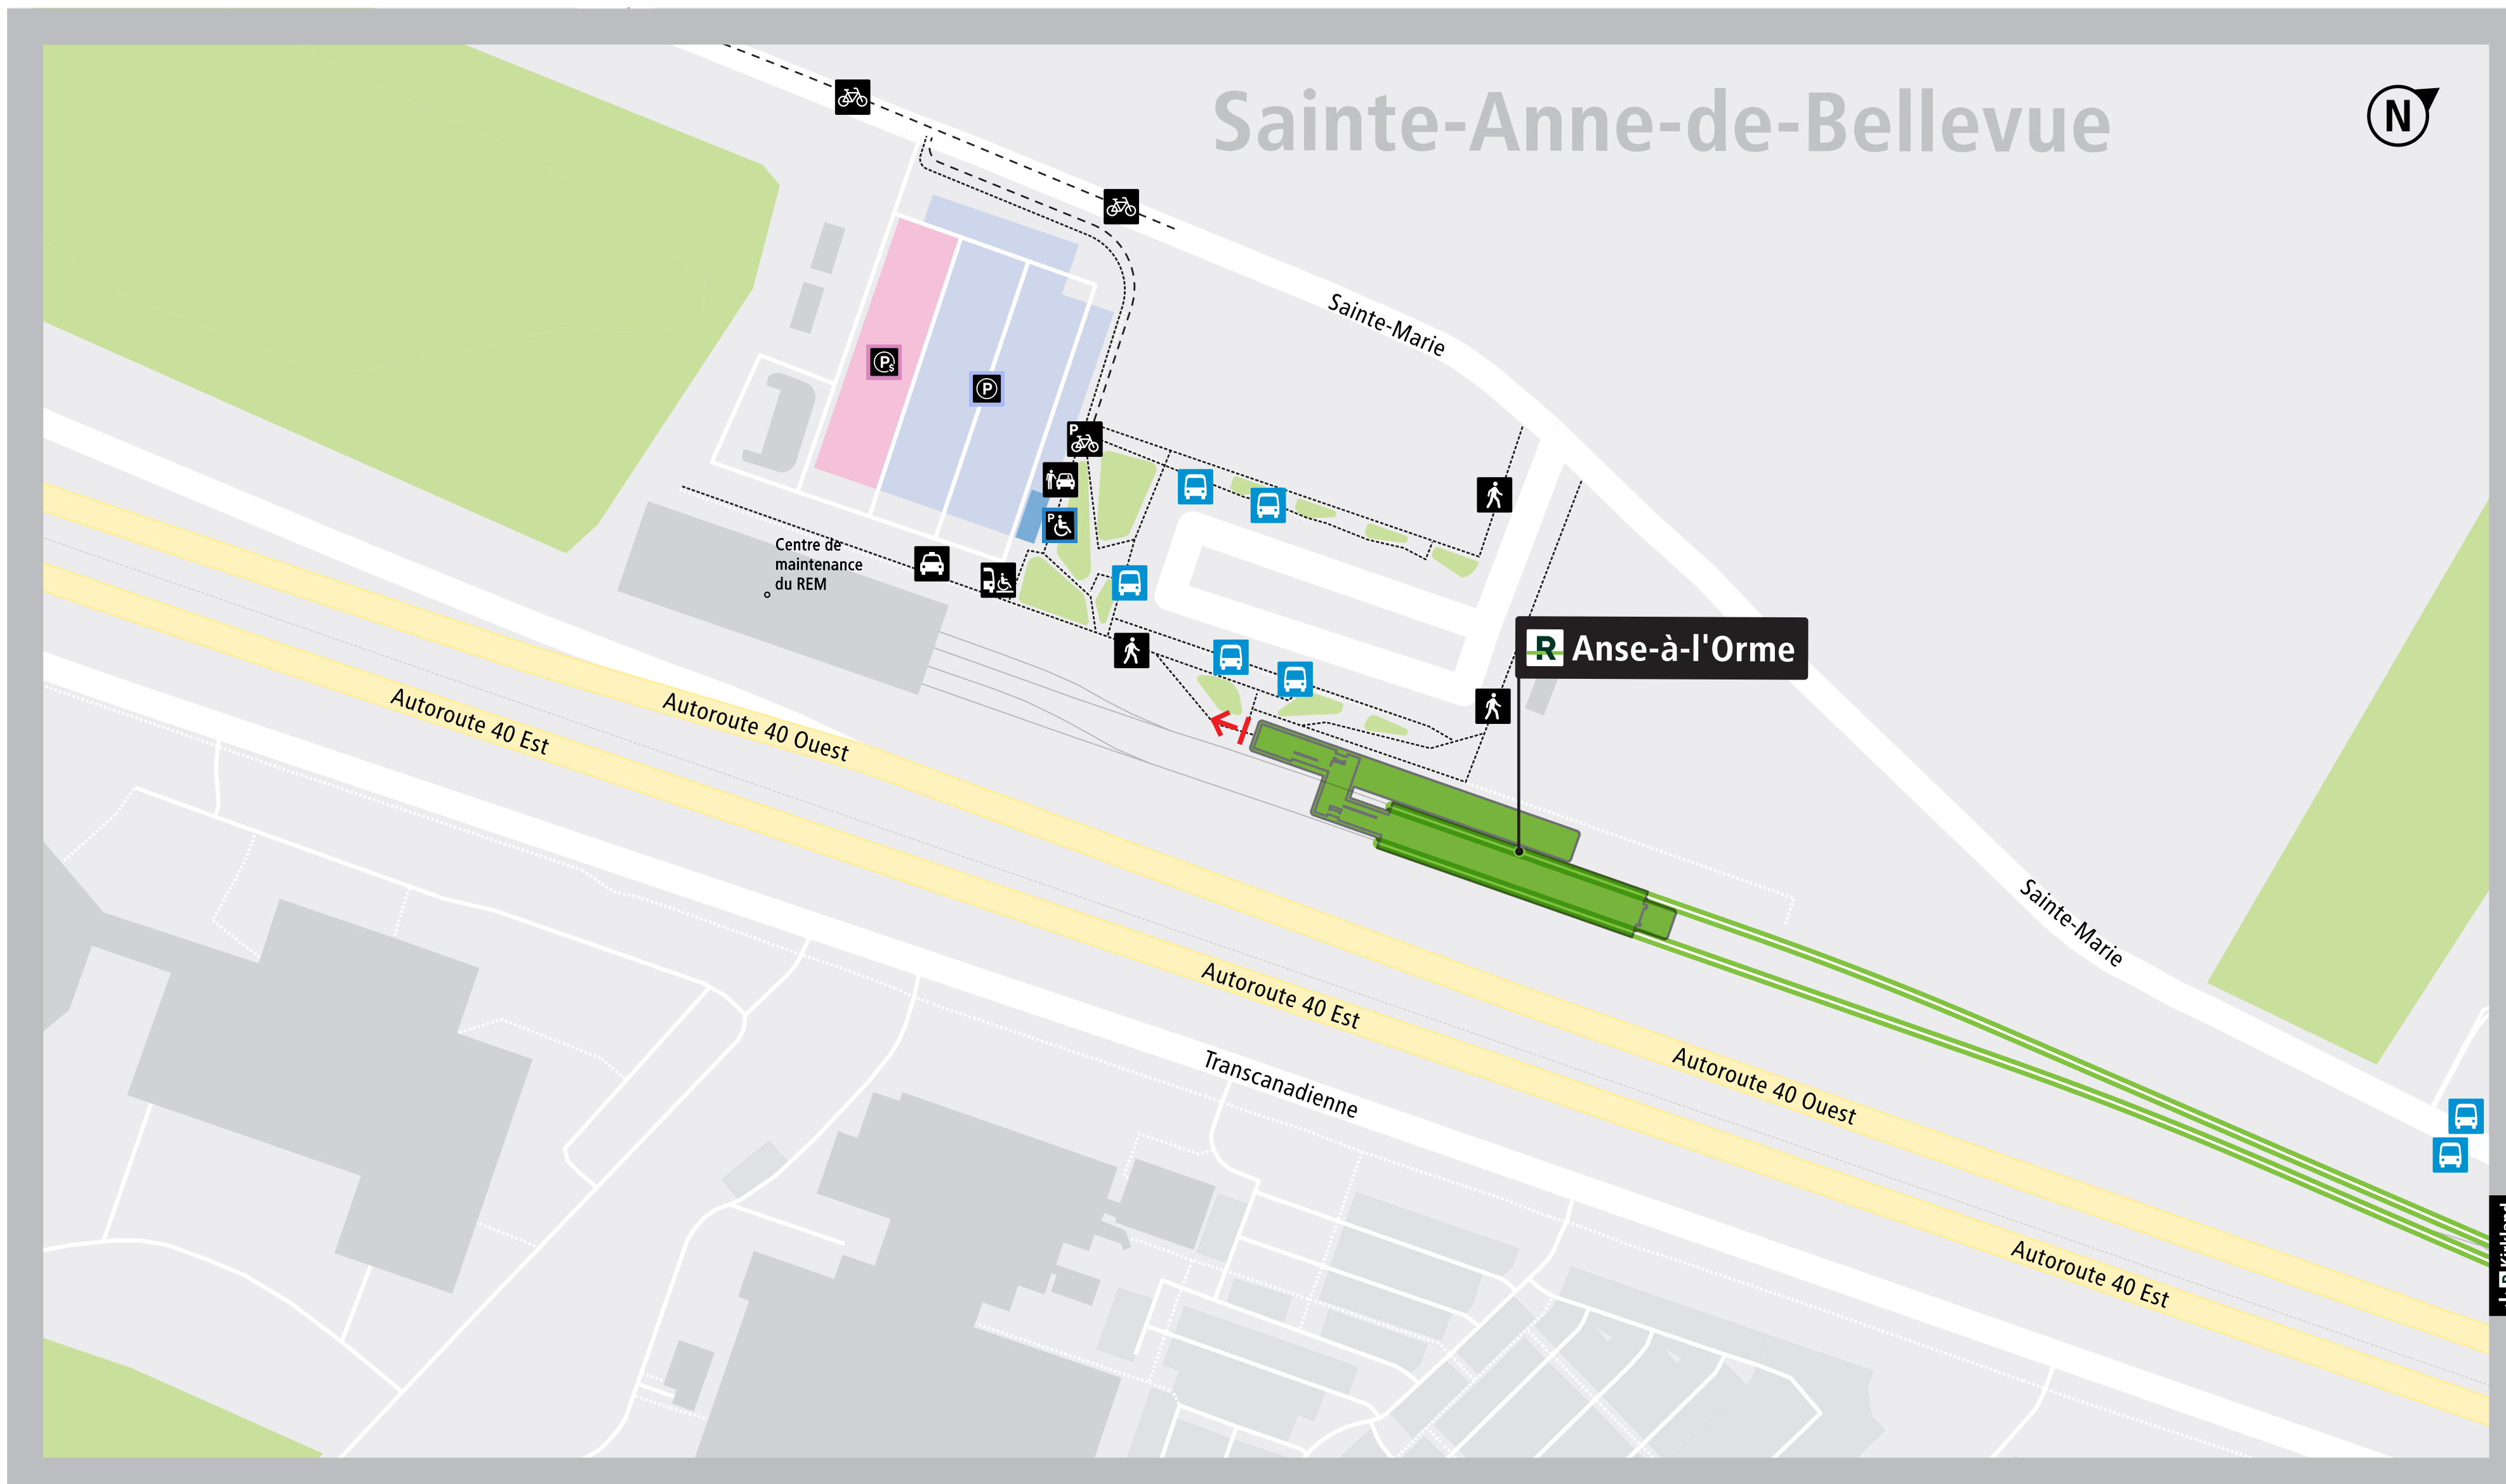 Sainte-Anne-de-Bellevue
N
Sainte-Marie
P$
P
P
P
Centre de
maintenance
du REM
R Anse-à-l'Orme
Autoroute 40 Est
Autoroute 40 Ouest
Sainte-Marie
Autoroute 40 Est
Transcanadienne
Autoroute 40 Ouest
Autoroute 40 Est